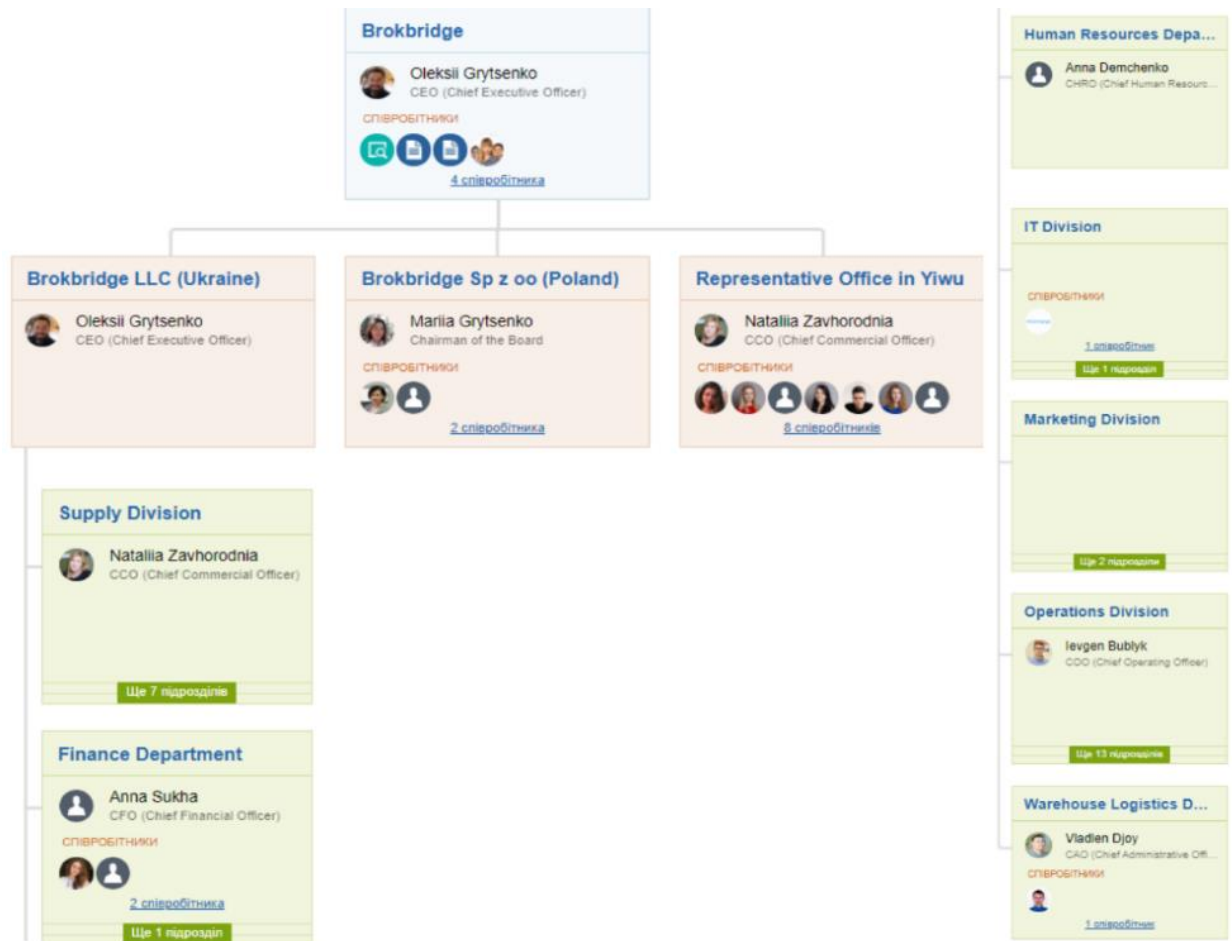 Brokbridge
Oleksii Grytsenko
CEO (Chief Executive Officer)
СПІВРОБІТНИКИ
4 співробітника
Brokbridge LLC (Ukraine)
Oleksii Grytsenko
CEO (Chief Executive Officer)
Brokbridge Sp z oo (Poland)
Mariia Grytsenko
Chairman of the Board
СПІВРОБІТНИКИ
2 співробітника
Representative Office in Yiwu
Nataliia Zavhorodnia
CCO (Chief Commercial Officer)
СПІВРОБІТНИКИ
8 співробітників
Supply Division
Nataliia Zavhorodnia
CCO (Chief Commercial Officer)
Ще 7 підрозділів
Finance Department
Anna Sukha
CFO (Chief Financial Officer)
СПІВРОБІТНИКИ
2 співробітника
Ще 1 підрозділ
Human Resources Depa...
Anna Demchenko
CHRO (Chief Human Resourc...
IT Division
СПІВРОБІТНИКИ
1 співробітник
Ще 1 підрозділ
Marketing Division
Ще 2 підрозділи
Operations Division
Ievgen Bublyk
COO (Chief Operating Officer)
Ще 13 підрозділів
Warehouse Logistics D...
Vladlen Djoy
CAO (Chief Administrative Offi...
СПІВРОБІТНИКИ
1 співробітник